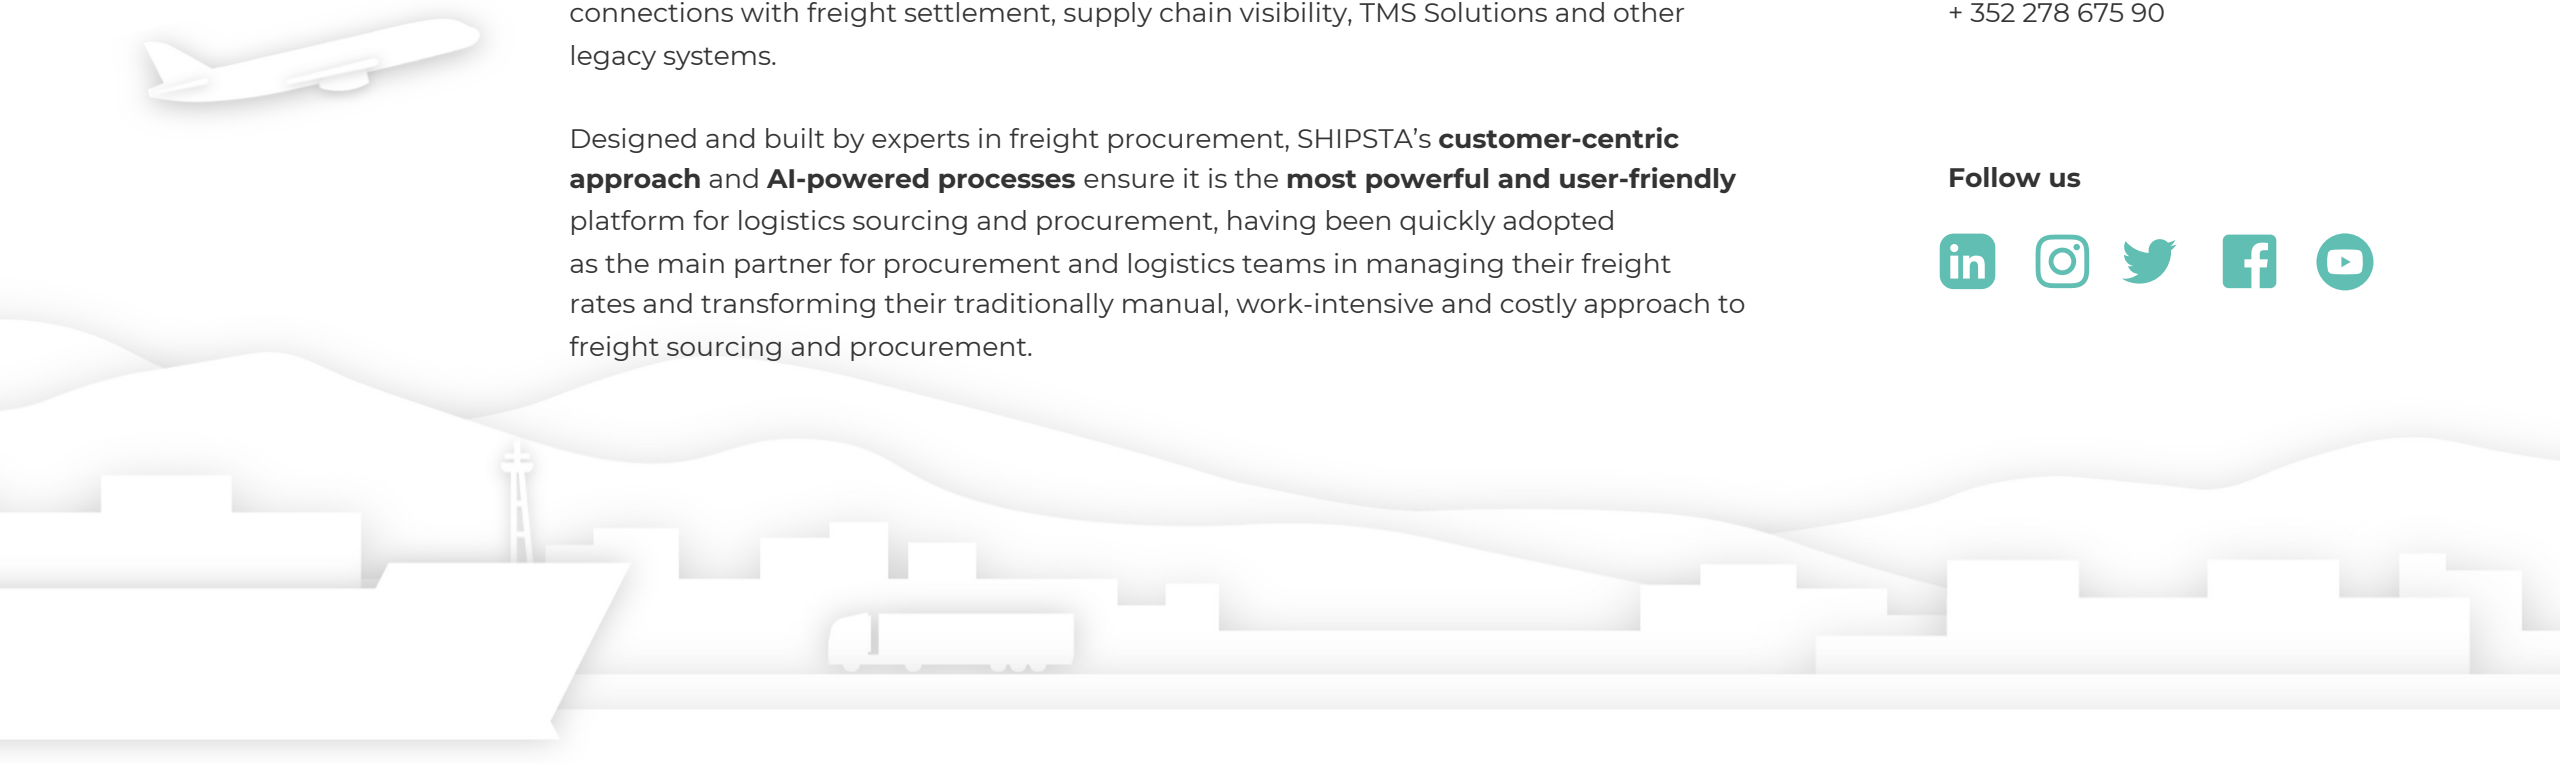 connections with freight settlement, supply chain visibility, TMS Solutions and other
legacy systems.
Designed and built by experts in freight procurement, SHIPSTA’s customer-centric
approach and AI-powered processes ensure it is the most powerful and user-friendly
platform for logistics sourcing and procurement, having been quickly adopted
as the main partner for procurement and logistics teams in managing their freight
rates and transforming their traditionally manual, work-intensive and costly approach to
freight sourcing and procurement.
+ 352 278 675 90
Follow us